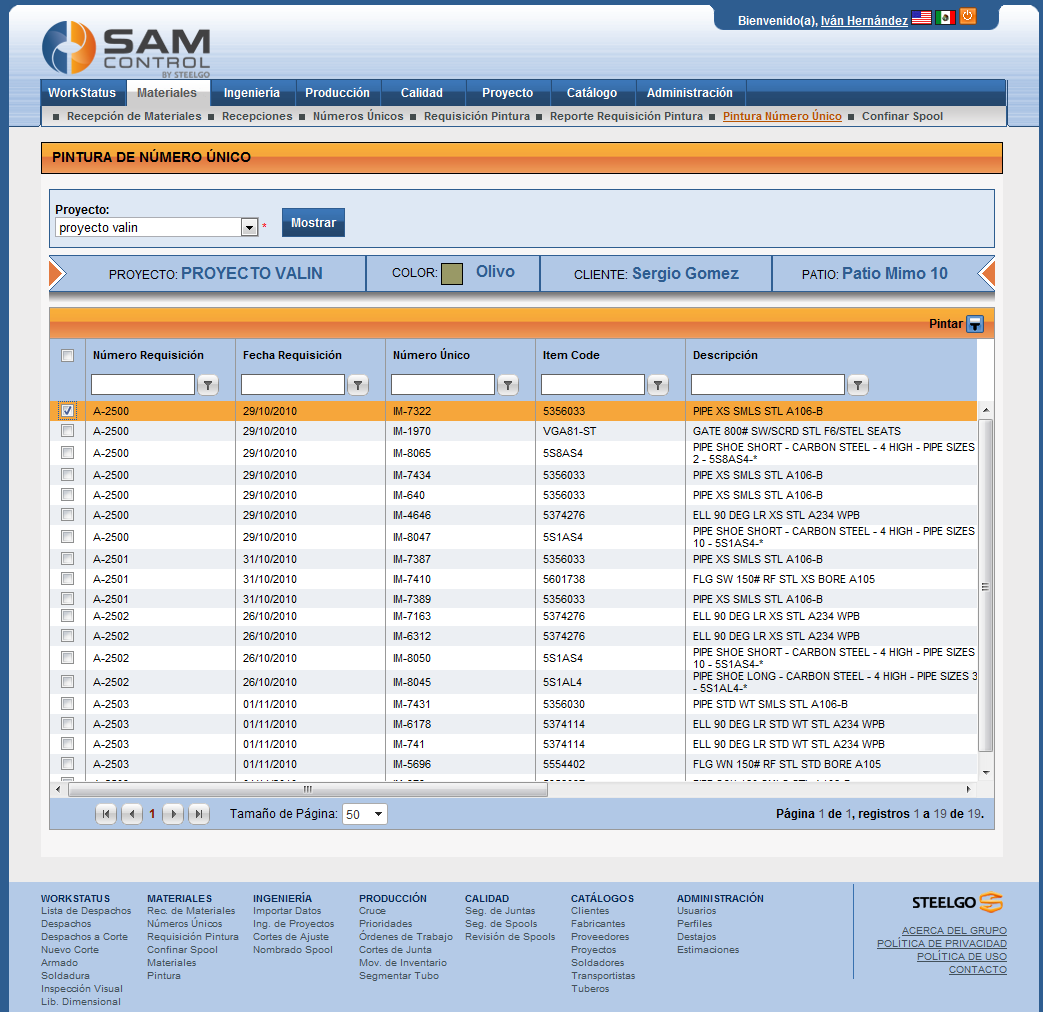 Bienvenido(a), Iván Hernández
SAM
CONTROL
BY STEELGO
WorkStatus Materiales Ingeniería Producción Calidad Proyecto Catálogo Administración
Recepción de Materiales Recepciones Números Únicos Requisición Pintura Reporte Requisición Pintura Pintura Número Único Confinar Spool
PINTURA DE NÚMERO ÚNICO
Proyecto:
proyecto valin * Mostrar
PROYECTO: PROYECTO VALIN COLOR: Olivo CLIENTE: Sergio Gomez PATIO: Patio Mimo 10
Pintar
Número Requisición Fecha Requisición Número Único Item Code Descripción
A-2500 29/10/2010 IM-7322 5356033 PIPE XS SMLS STL A106-B
A-2500 29/10/2010 IM-1970 VGA81-ST GATE 800# SW/SCRD STL F6/STEL SEATS
A-2500 29/10/2010 IM-8065 5S8AS4 PIPE SHOE SHORT - CARBON STEEL - 4 HIGH - PIPE SIZES
2 - 5S8AS4-*
A-2500 29/10/2010 IM-7434 5356033 PIPE XS SMLS STL A106-B
A-2500 29/10/2010 IM-640 5356033 PIPE XS SMLS STL A106-B
A-2500 29/10/2010 IM-4646 5374276 ELL 90 DEG LR XS STL A234 WPB
A-2500 29/10/2010 IM-8047 5S1AS4 PIPE SHOE SHORT - CARBON STEEL - 4 HIGH - PIPE SIZES
10 - 5S1AS4-*
A-2501 31/10/2010 IM-7387 5356033 PIPE XS SMLS STL A106-B
A-2501 31/10/2010 IM-7410 5601738 FLG SW 150# RF STL XS BORE A105
A-2501 31/10/2010 IM-7389 5356033 PIPE XS SMLS STL A106-B
A-2502 26/10/2010 IM-7163 5374276 ELL 90 DEG LR XS STL A234 WPB
A-2502 26/10/2010 IM-6312 5374276 ELL 90 DEG LR XS STL A234 WPB
A-2502 26/10/2010 IM-8050 5S1AS4 PIPE SHOE SHORT - CARBON STEEL - 4 HIGH - PIPE SIZES
10 - 5S1AS4-*
A-2502 26/10/2010 IM-8045 5S1AL4 PIPE SHOE LONG - CARBON STEEL - 4 HIGH - PIPE SIZES 3
- 5S1AL4-*
A-2503 01/11/2010 IM-7431 5356030 PIPE STD WT SMLS STL A106-B
A-2503 01/11/2010 IM-6178 5374114 ELL 90 DEG LR STD WT STL A234 WPB
A-2503 01/11/2010 IM-741 5374114 ELL 90 DEG LR STD WT STL A234 WPB
A-2503 01/11/2010 IM-5696 5554402 FLG WN 150# RF STL STD BORE A105
1 Tamaño de Página: 50 Página 1 de 1, registros 1 a 19 de 19.
WORKSTATUS MATERIALES INGENIERÍA PRODUCCIÓN CALIDAD CATÁLOGOS ADMINISTRACIÓN STEELGO
Lista de Despachos Rec. de Materiales Importar Datos Cruce Seg. de Juntas Clientes Usuarios
Despachos Números Únicos Ing. de Proyectos Prioridades Seg. de Spools Fabricantes Perfiles
Despachos a Corte Requisición Pintura Cortes de Ajuste Órdenes de Trabajo Revisión de Spools Proveedores Destajos
Nuevo Corte Confinar Spool Nombrado Spool Cortes de Junta Proyectos Estimaciones
Armado Materiales Mov. de Inventario Soldadores
Soldadura Pintura Segmentar Tubo Transportistas
Inspección Visual Tuberos
Lib. Dimensional
ACERCA DEL GRUPO
POLÍTICA DE PRIVACIDAD
POLÍTICA DE USO
CONTACTO